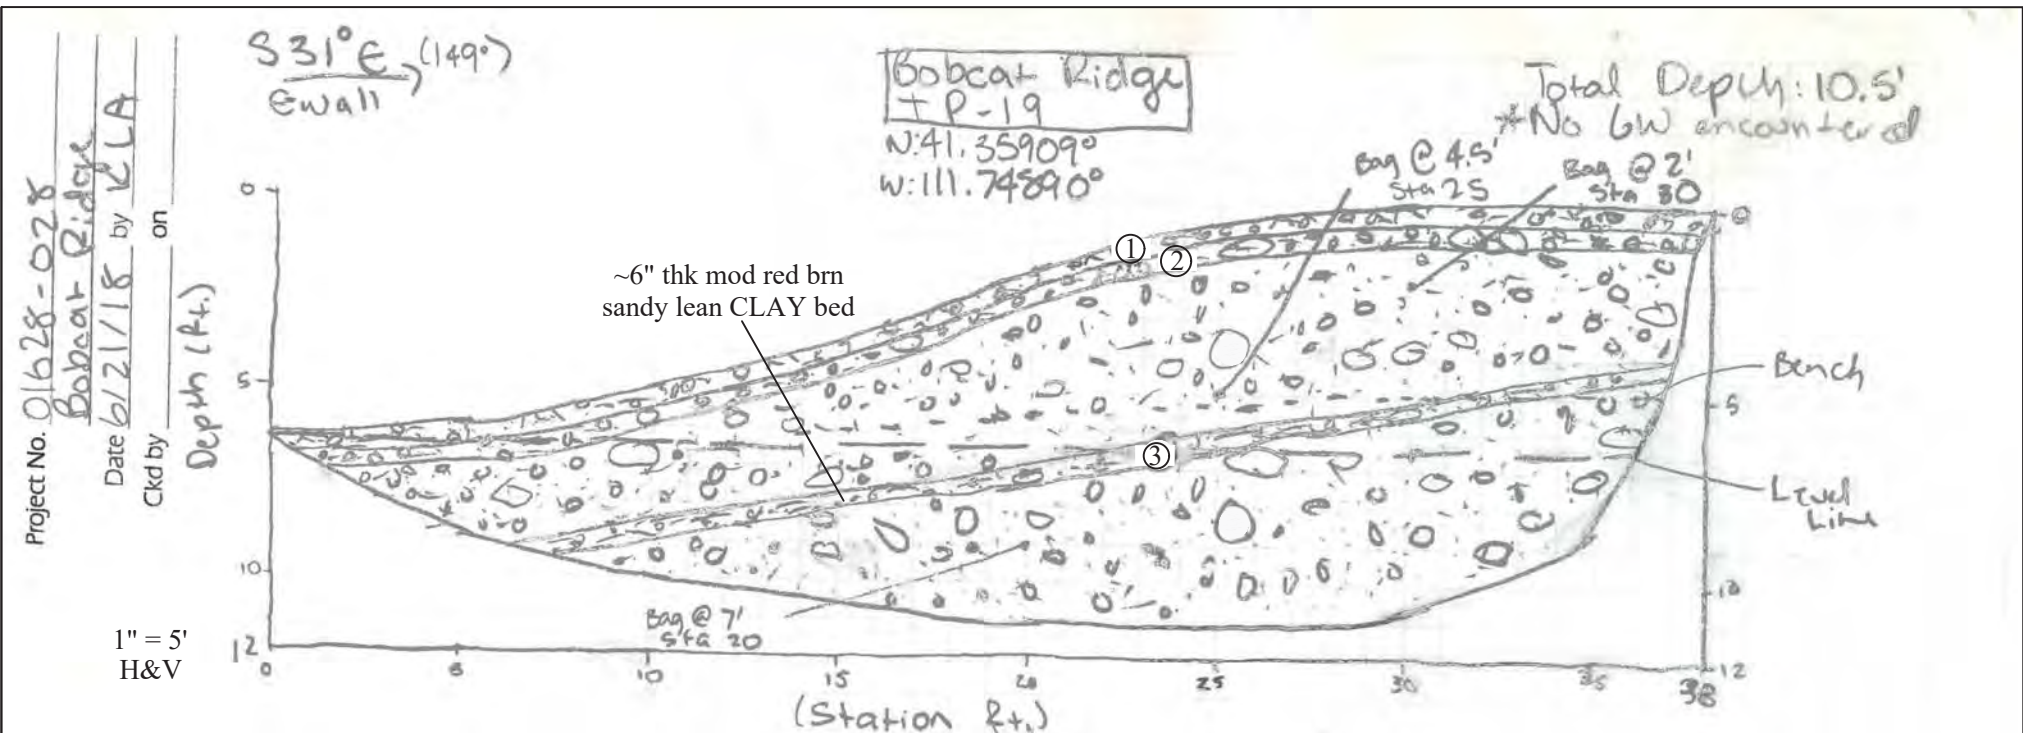 Project No. 01628-028
Bobcat Ridge
Date 6/21/18 by KLA
Ckd by on
S31°E (149°)
Ewall
Bobcat Ridge
TP-19
N:41.35909°
W:111.74890°
Total Depth: 10.5'
*No GW encountered
Bag @ 4.5'
Sta 25
Bag @ 2'
Sta 30
~6" thk mod red brn
sandy lean CLAY bed
1
2
3
Bench
Level
Line
Bag @ 7'
Sta 20
Depth (ft.)
0
5
10
12
0
5
10
12
1" = 5'
H&V
0 5 10 15 20 25 30 35 38
(Station ft.)